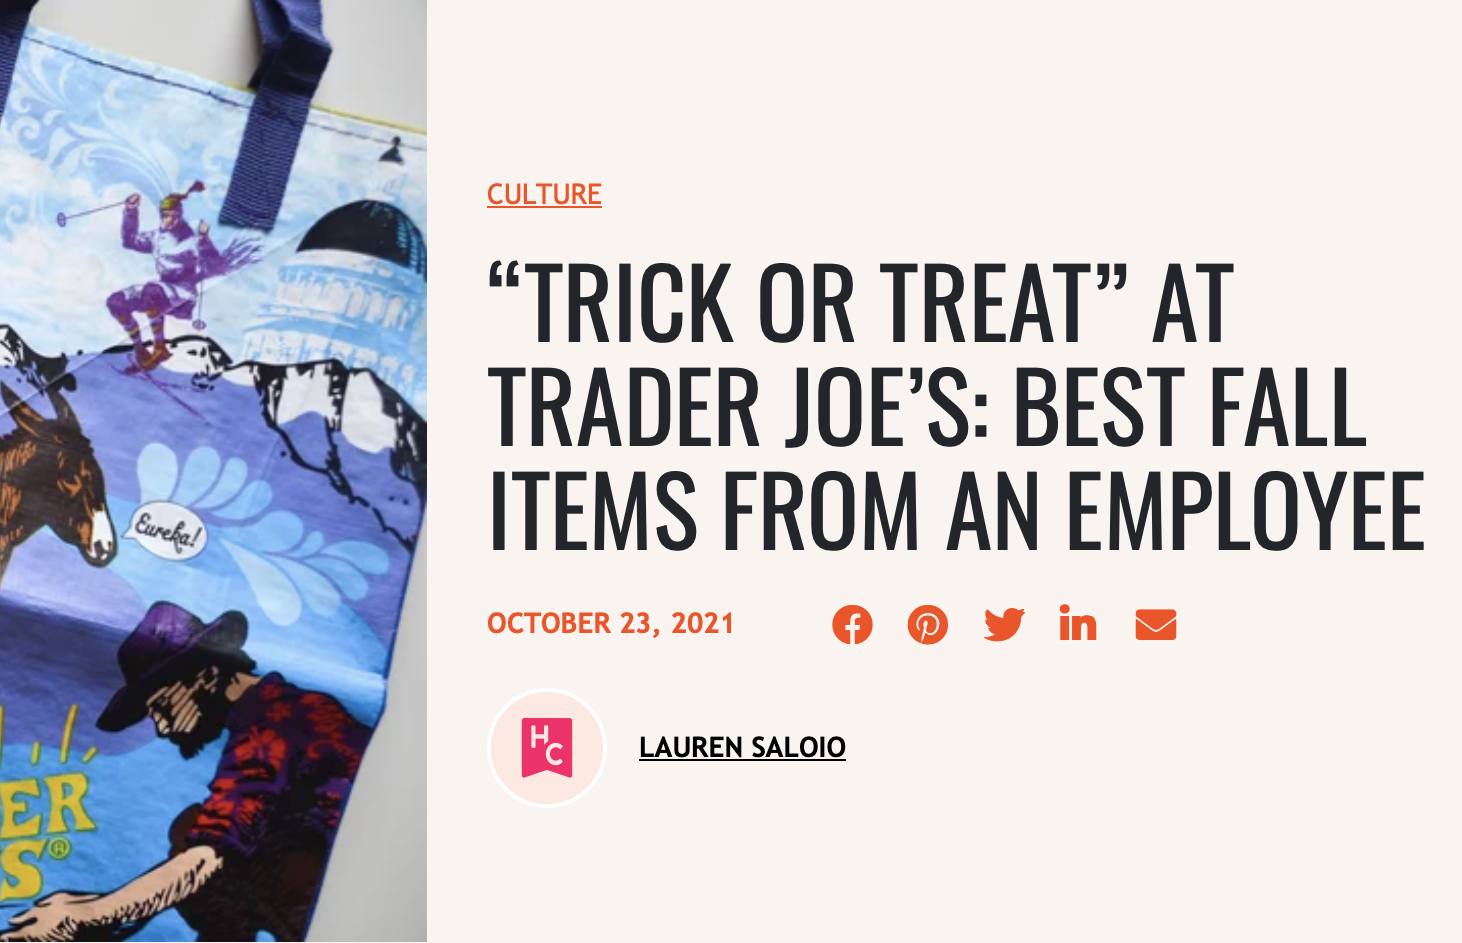 CULTURE
“TRICK OR TREAT” AT
TRADER JOE’S: BEST FALL
ITEMS FROM AN EMPLOYEE
OCTOBER 23, 2021
HC
LAUREN SALOIO
Eureka!
ER
S®